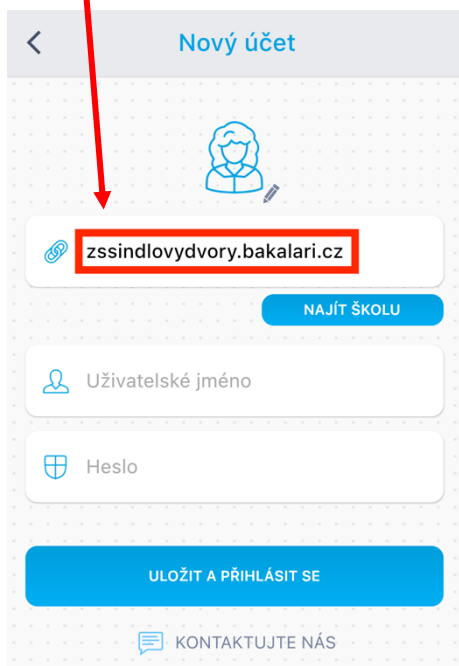 Nový účet
zssindlovydvory.bakalari.cz
NAJÍT ŠKOLU
Uživatelské jméno
Heslo
ULOŽIT A PŘIHLÁSIT SE
KONTAKTUJTE NÁS